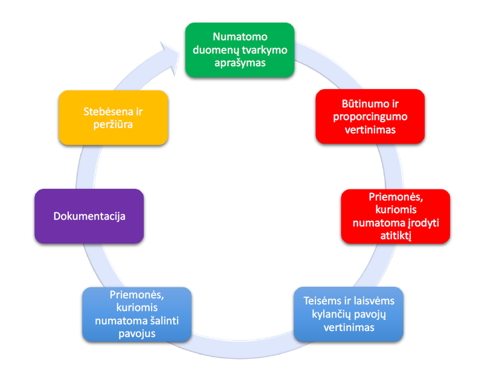 Numatomo
duomenų tvarkymo
aprašymas
Būtinumo ir
proporcingumo
vertinimas
Priemonės,
kuriomis
numatoma įrodyti
atitiktį
Teisėms ir laisvėms
kylančių pavojų
vertinimas
Priemonės,
kuriomis
numatoma šalinti
pavojus
Dokumentacija
Stebėsena ir
peržiūra